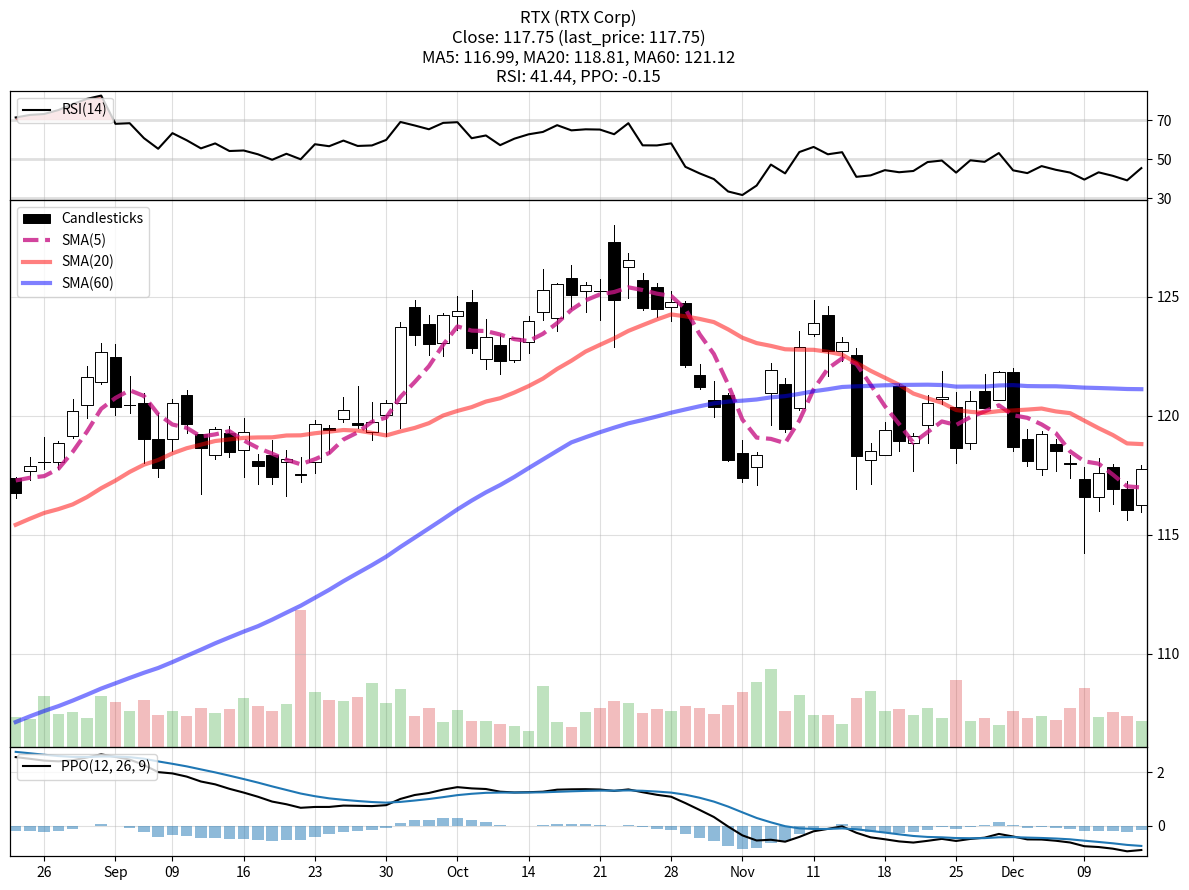 RTX (RTX Corp)
Close: 117.75 (last_price: 117.75)
MA5: 116.99, MA20: 118.81, MA60: 121.12
RSI: 41.44, PPO: -0.15
RSI(14)
70
50
30
Candlesticks
SMA(5)
SMA(20)
SMA(60)
125
120
115
110
PPO(12, 26, 9)
2
0
26 Sep 09 16 23 30 Oct 14 21 28 Nov 11 18 25 Dec 09